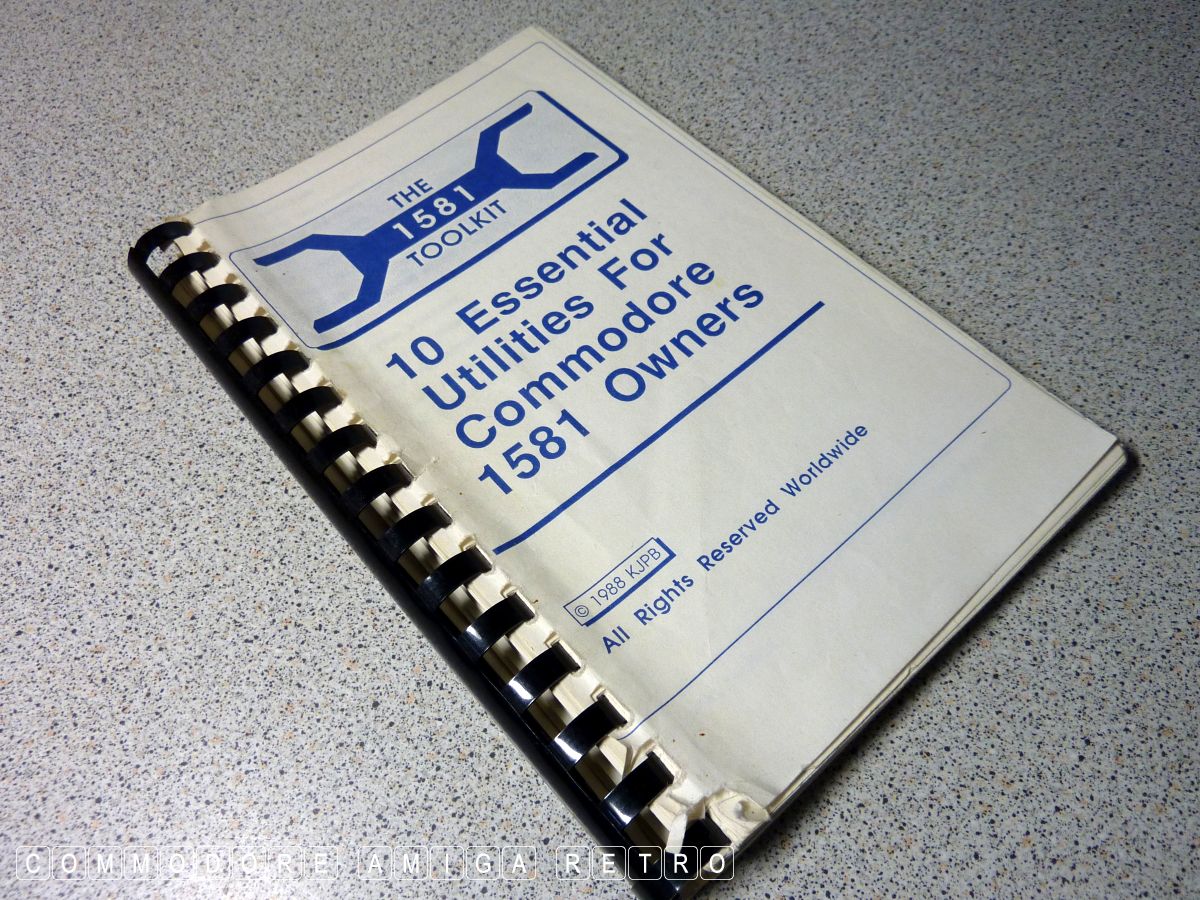 THE
1581
TOOLKIT
10 Essential
Utilities For
Commodore
1581 Owners
© 1988 KJPB
All Rights Reserved Worldwide
COMMODORE AMIGA RETRO